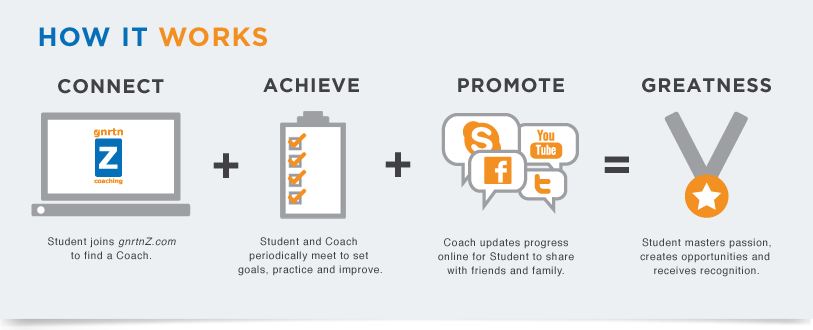 HOW IT WORKS
CONNECT
ACHIEVE
PROMOTE
GREATNESS
gnrtn
Z
coaching
+
+
S
You
Tube
f
t
=
Student joins gnrtnZ.com
to find a Coach.
Student and Coach
periodically meet to set
goals, practice and improve.
Coach updates progress
online for Student to share
with friends and family.
Student masters passion,
creates opportunities and
receives recognition.